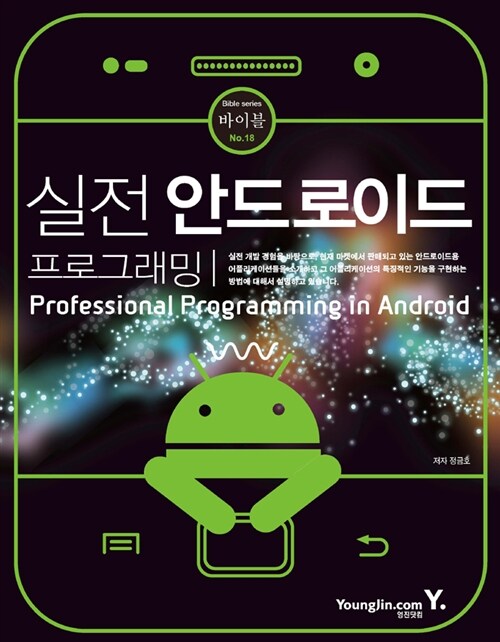 Bible series
바이블
No.18
실전 안드로이드
프로그래밍
실전 개발 경험을 바탕으로, 현재 마켓에서 판매되고 있는 안드로이드용
어플리케이션들을 소개하고 그 어플리케이션의 특징적인 기능을 구현하는
방법에 대해서 설명하고 있습니다.
Professional Programming in Android
저자 정금호
YoungJin.com Y.
영진닷컴